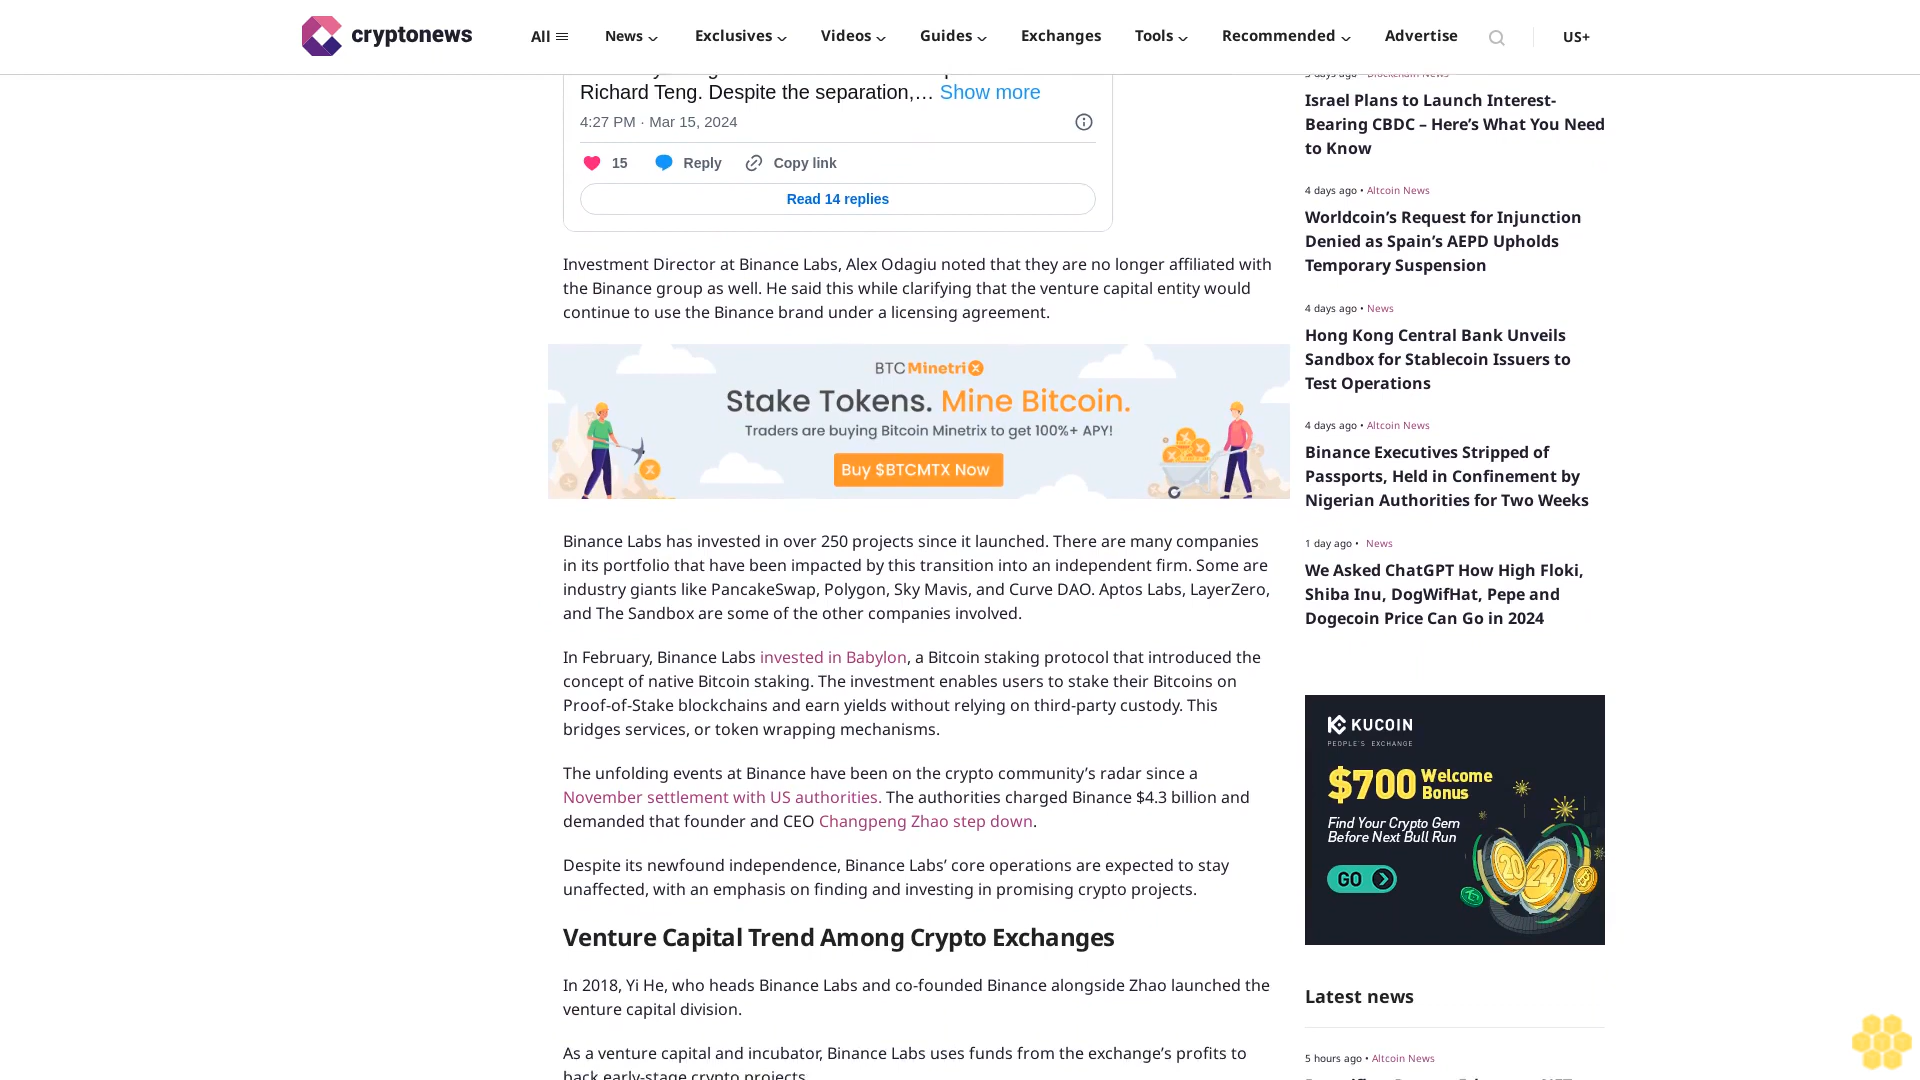 cryptonews
All
News
Exclusives
Videos
Guides
Exchanges
Tools
Recommended
Advertise
US+
Richard Teng. Despite the separation,… Show more
4:27 PM · Mar 15, 2024
15
Reply
Copy link
Read 14 replies
Investment Director at Binance Labs, Alex Odagiu noted that they are no longer affiliated with
the Binance group as well. He said this while clarifying that the venture capital entity would
continue to use the Binance brand under a licensing agreement.
BTC Minetrix
Stake Tokens. Mine Bitcoin.
Traders are buying Bitcoin Minetrix to get 100%+ APY!
Buy $BTCMTX Now
Binance Labs has invested in over 250 projects since it launched. There are many companies
in its portfolio that have been impacted by this transition into an independent firm. Some are
industry giants like PancakeSwap, Polygon, Sky Mavis, and Curve DAO. Aptos Labs, LayerZero,
and The Sandbox are some of the other companies involved.
In February, Binance Labs invested in Babylon, a Bitcoin staking protocol that introduced the
concept of native Bitcoin staking. The investment enables users to stake their Bitcoins on
Proof-of-Stake blockchains and earn yields without relying on third-party custody. This
bridges services, or token wrapping mechanisms.
The unfolding events at Binance have been on the crypto community’s radar since a
November settlement with US authorities. The authorities charged Binance $4.3 billion and
demanded that founder and CEO Changpeng Zhao step down.
Despite its newfound independence, Binance Labs’ core operations are expected to stay
unaffected, with an emphasis on finding and investing in promising crypto projects.
Venture Capital Trend Among Crypto Exchanges
In 2018, Yi He, who heads Binance Labs and co-founded Binance alongside Zhao launched the
venture capital division.
As a venture capital and incubator, Binance Labs uses funds from the exchange’s profits to
back early-stage crypto projects.
days ago • Blockchain News
Israel Plans to Launch Interest-
Bearing CBDC – Here’s What You Need
to Know
4 days ago • Altcoin News
Worldcoin’s Request for Injunction
Denied as Spain’s AEPD Upholds
Temporary Suspension
4 days ago • News
Hong Kong Central Bank Unveils
Sandbox for Stablecoin Issuers to
Test Operations
4 days ago • Altcoin News
Binance Executives Stripped of
Passports, Held in Confinement by
Nigerian Authorities for Two Weeks
1 day ago • News
We Asked ChatGPT How High Floki,
Shiba Inu, DogWifHat, Pepe and
Dogecoin Price Can Go in 2024
KUCOIN
PEOPLE'S EXCHANGE
$700 Welcome
Bonus
Find Your Crypto Gem
Before Next Bull Run
GO
2024
Latest news
5 hours ago • Altcoin News